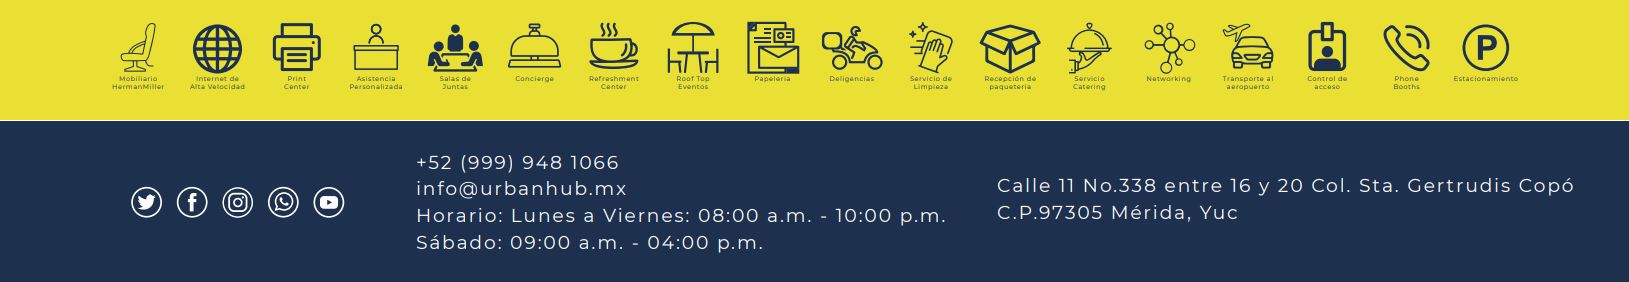 Mobiliario
HermanMiller
Internet de
Alta Velocidad
Print
Center
Asistencia
Personalizada
Salas de
Juntas
Concierge
Refreshment
Center
Roof Top
Eventos
Papelería
Deligencias
Servicio de
Limpieza
Recepción de
paquetería
Servicio
Catering
Networking
Transporte al
aeropuerto
Control de
acceso
Phone
Booths
P
Estacionamiento
+52 (999) 948 1066
info@urbanhub.mx
Horario: Lunes a Viernes: 08:00 a.m. - 10:00 p.m.
Sábado: 09:00 a.m. - 04:00 p.m.
Calle 11 No.338 entre 16 y 20 Col. Sta. Gertrudis Copó
C.P.97305 Mérida, Yuc